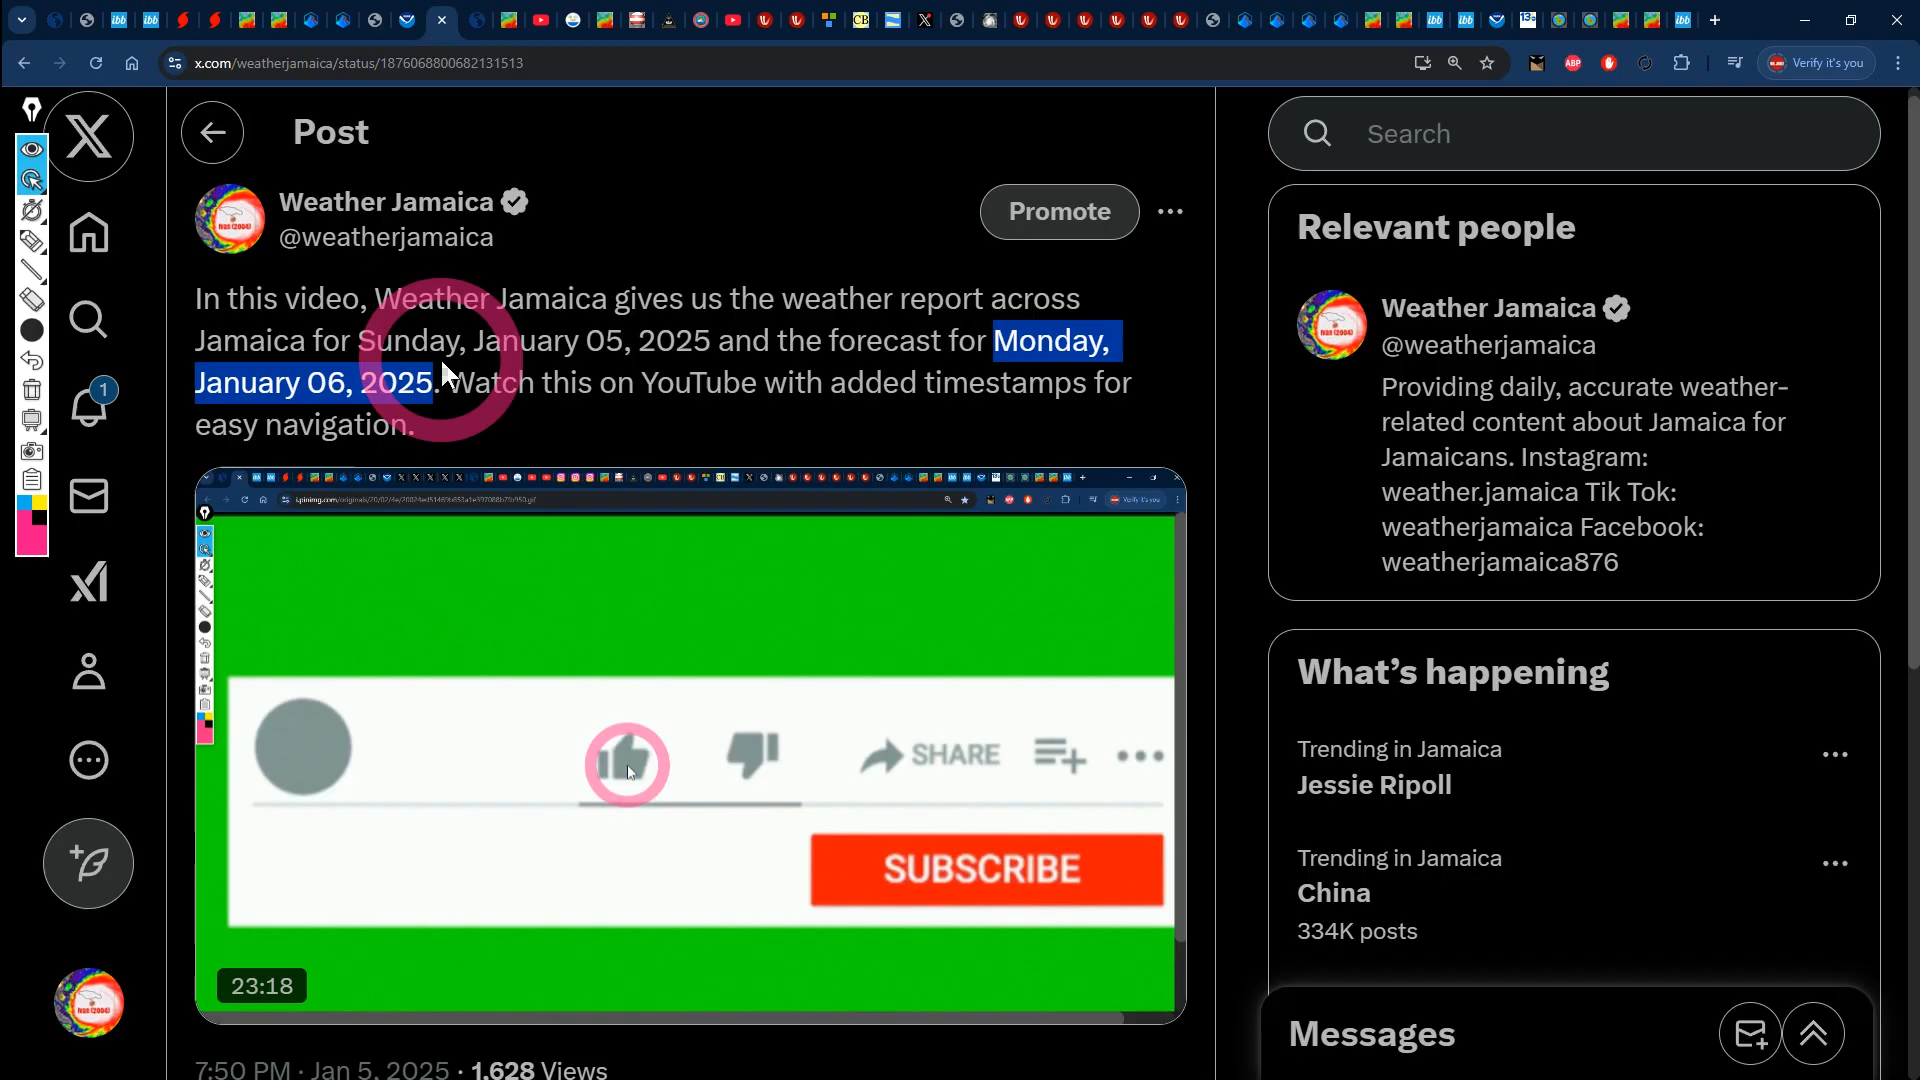 x.com/weatherjamaica/status/1876068800682131513
Verify it's you
Post
Search
Weather Jamaica
@weatherjamaica
Promote
In this video, Weather Jamaica gives us the weather report across
Jamaica for Sunday, January 05, 2025 and the forecast for Monday,
January 06, 2025. Watch this on YouTube with added timestamps for
easy navigation.
SHARE
SUBSCRIBE
23:18
7:50 PM · Jan 5, 2025 · 1,628 Views
1
Relevant people
Weather Jamaica
@weatherjamaica
Providing daily, accurate weather-
related content about Jamaica for
Jamaicans. Instagram:
weather.jamaica Tik Tok:
weatherjamaica Facebook:
weatherjamaica876
What's happening
Trending in Jamaica
Jessie Ripoll
Trending in Jamaica
China
334K posts
Messages